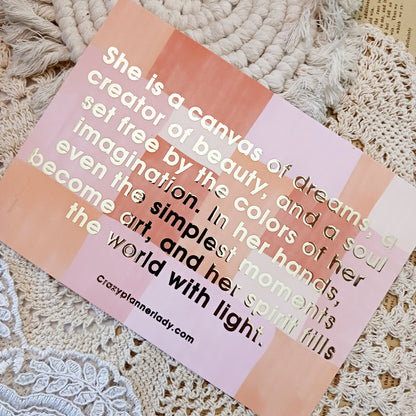 She is a canvas of dreams, a
creator of beauty, and a soul
set free by the colors of her
imagination. In her hands,
even the simplest moments
become art, and her spirit fills
the world with light.
Crazyplannerlady.com